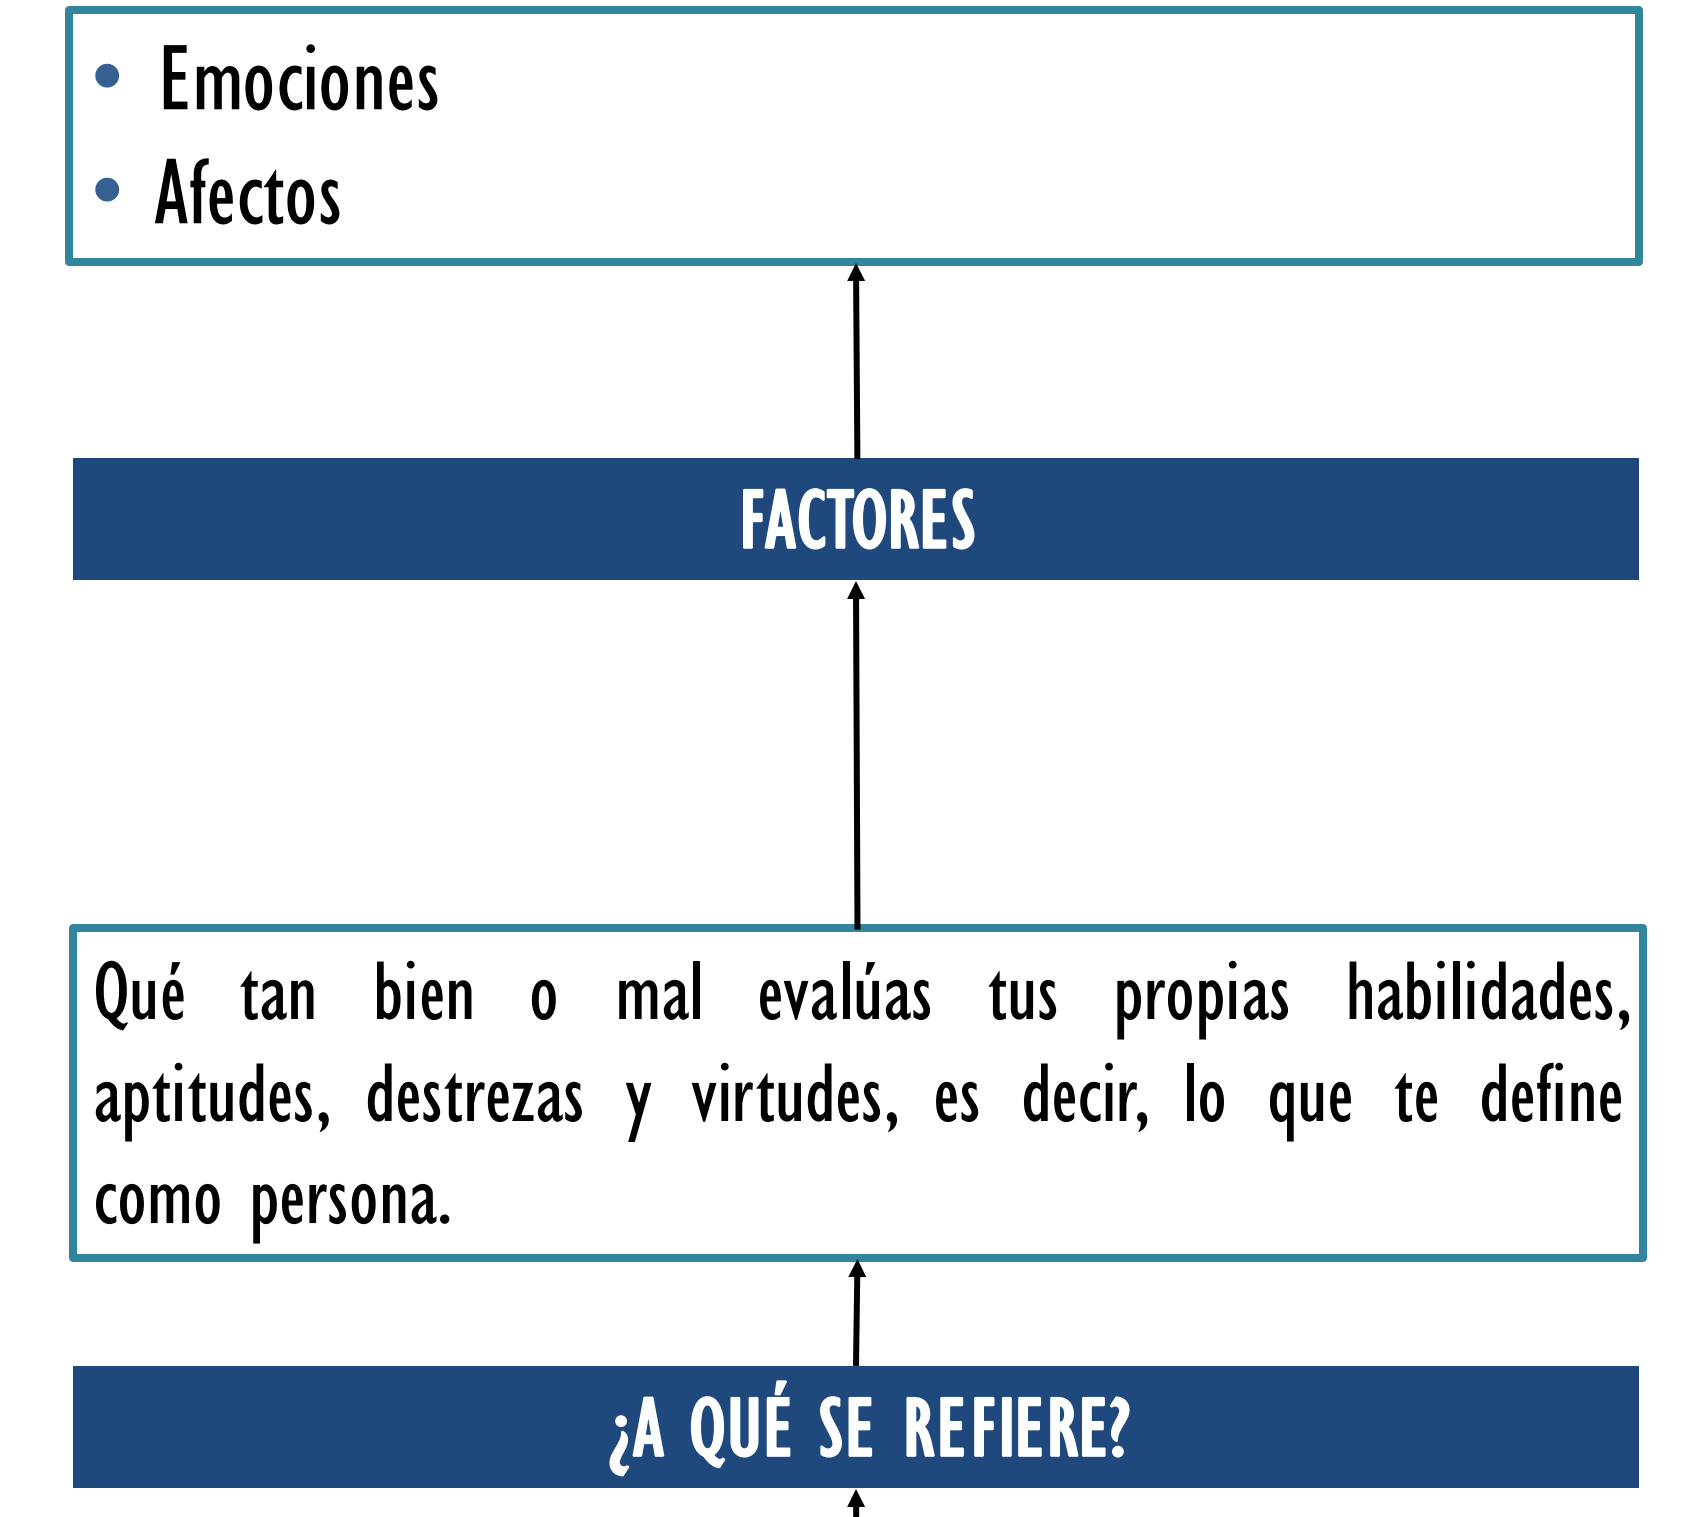 • Emociones
• Afectos
FACTORES
Qué tan bien o mal evalúas tus propias habilidades,
aptitudes, destrezas y virtudes, es decir, lo que te define
como persona.
¿A QUÉ SE REFIERE?